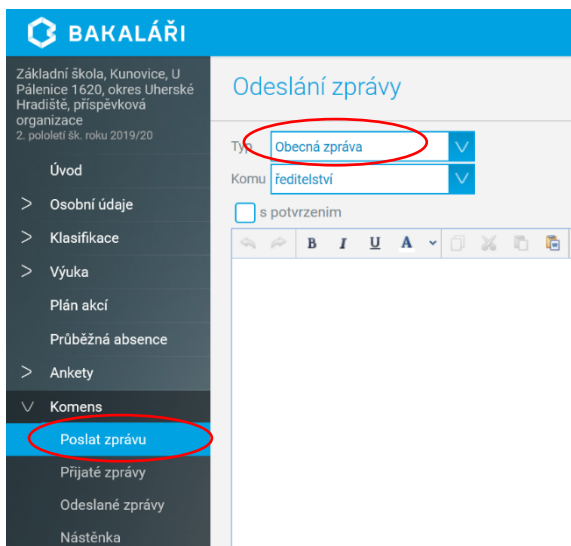 BAKALÁŘI
Základní škola, Kunovice, U
Pálenice 1620, okres Uherské
Hradiště, příspěvková
organizace
2. pololetí šk. roku 2019/20
Úvod
> Osobní údaje
> Klasifikace
> Výuka
Plán akcí
Průběžná absence
> Ankety
Komens
Poslat zprávu
Přijaté zprávy
Odeslané zprávy
Nástěnka
Odeslání zprávy
Typ Obecná zpráva
Komu ředitelství
s potvrzením
B I U A